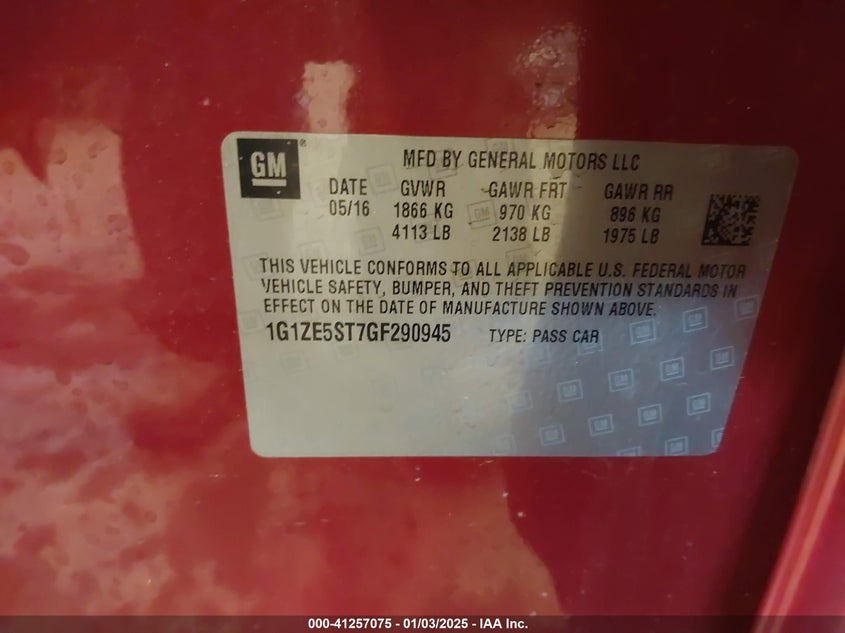 GM ®
MFD BY GENERAL MOTORS LLC
DATE GVWR GAWR FRT GAWR RR
05/16 1866 KG 970 KG 896 KG
4113 LB 2138 LB 1975 LB
THIS VEHICLE CONFORMS TO ALL APPLICABLE U.S. FEDERAL MOTOR
VEHICLE SAFETY, BUMPER, AND THEFT PREVENTION STANDARDS IN
EFFECT ON THE DATE OF MANUFACTURE SHOWN ABOVE.
1G1ZE5ST7GF290945 TYPE: PASS CAR
000-41257075 - 01/03/2025 - IAA Inc.